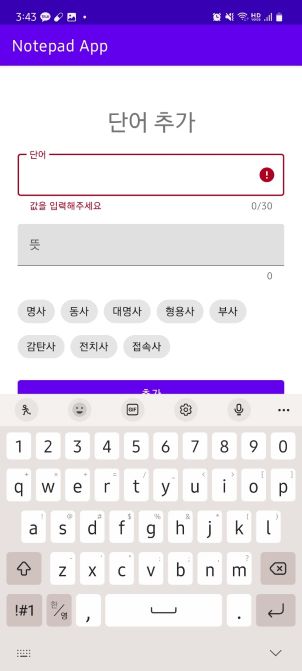 3:43
Notepad App
단어 추가
단어
값을 입력해주세요 0/30
뜻
0
명사 동사 대명사 형용사 부사
감탄사 전치사 접속사
추가
GIF
1 2 3 4 5 6 7 8 9 0
q w e r t y u i o p
a s d f g h j k l
z x c v b n m
!#1 한/영 , .